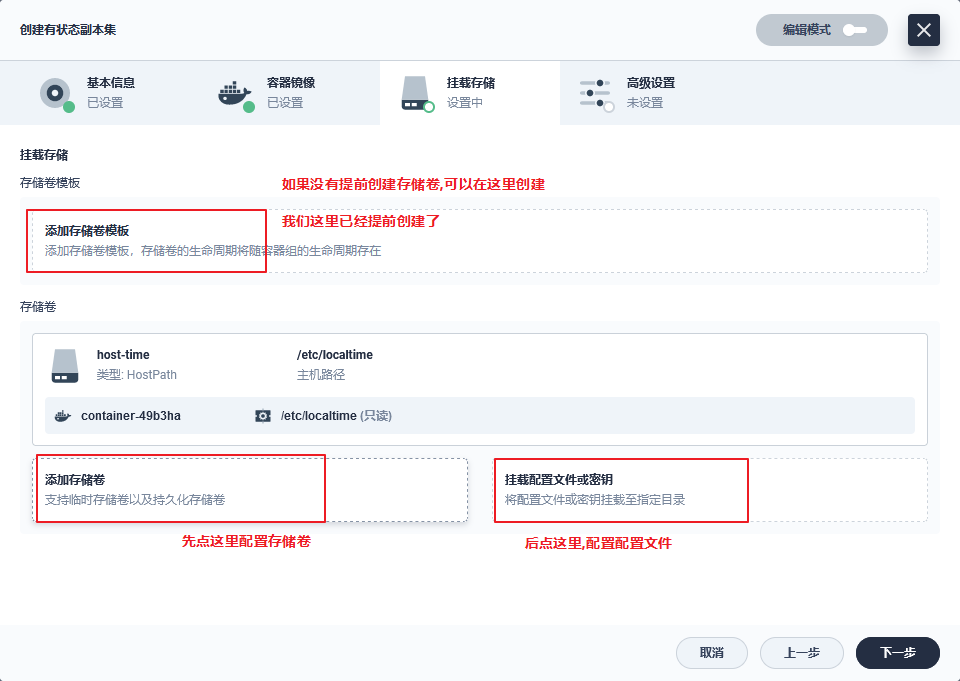 创建有状态副本集
编辑模式
基本信息
已设置
容器镜像
已设置
挂载存储
设置中
高级设置
未设置
挂载存储
存储卷模板
如果没有提前创建存储卷,可以在这里创建
我们这里已经提前创建了
添加存储卷模板
添加存储卷模板，存储卷的生命周期将随容器组的生命周期存在
存储卷
host-time
类型: HostPath
/etc/localtime
主机路径
container-49b3ha
/etc/localtime (只读)
添加存储卷
支持临时存储卷以及持久化存储卷
挂载配置文件或密钥
将配置文件或密钥挂载至指定目录
先点这里配置存储卷
后点这里,配置配置文件
取消
上一步
下一步